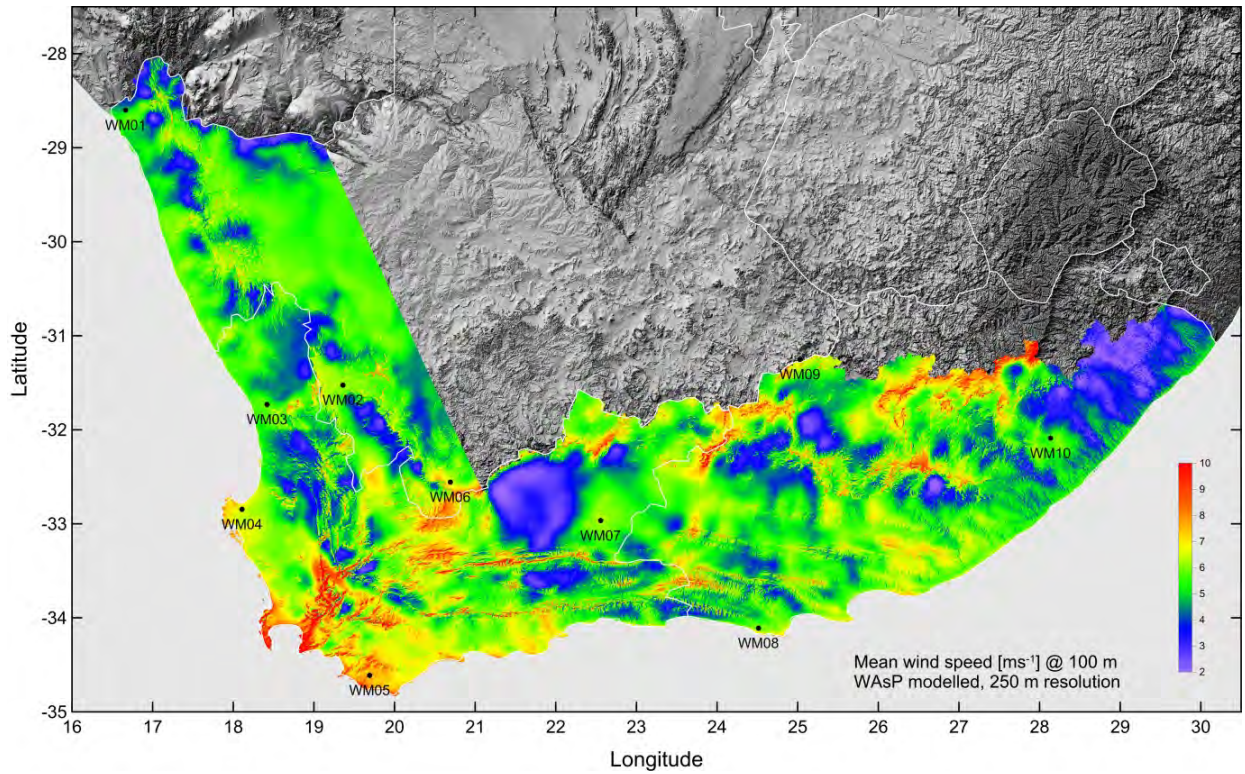 -28
-29
-30
-31
-32
-33
-34
-35
Latitude
16 17 18 19 20 21 22 23 24 25 26 27 28 29 30
Longitude
WM01
WM02
WM03
WM04
WM05
WM06
WM07
WM08
WM09
WM10
Mean wind speed [ms⁻¹] @ 100 m
WAsP modelled, 250 m resolution
10
9
8
7
6
5
4
3
2